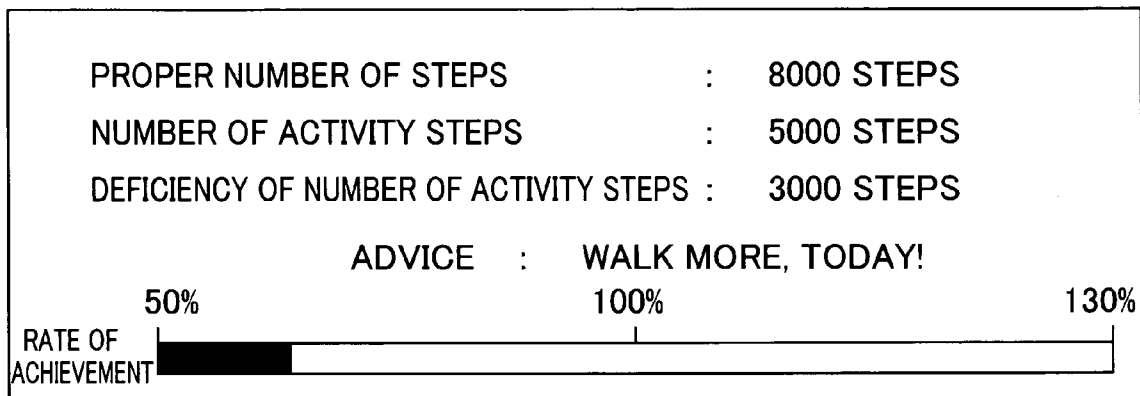 PROPER NUMBER OF STEPS : 8000 STEPS
NUMBER OF ACTIVITY STEPS : 5000 STEPS
DEFICIENCY OF NUMBER OF ACTIVITY STEPS : 3000 STEPS
ADVICE : WALK MORE, TODAY!
50% 100% 130%
RATE OF
ACHIEVEMENT